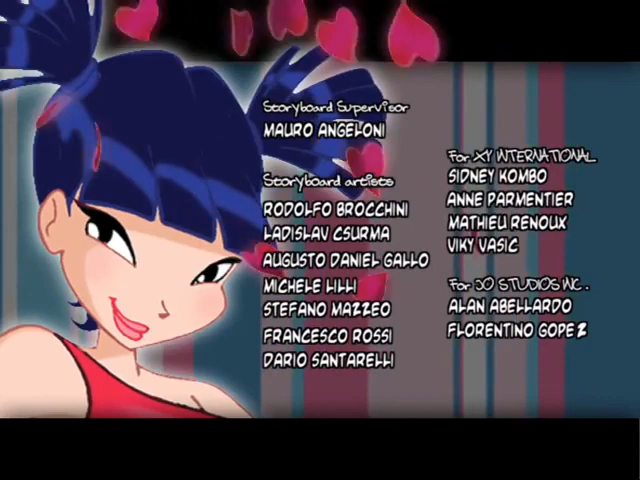 Storyboard Supervisor
MAURO ANGELONI
Storyboard artists
RODOLFO BROCCHINI
LADISLAV CSURMA
AUGUSTO DANIEL GALLO
MICHELE LILLI
STEFANO MAZZEO
FRANCESCO ROSSI
DARIO SANTARELLI
For XY INTERNATIONAL
SIDNEY KOMBO
ANNE PARMENTIER
MATHIEU RENOUX
VIKY VASIC
For JO STUDIOS INC.
ALAN ABELLARDO
FLORENTINO GOPEZ